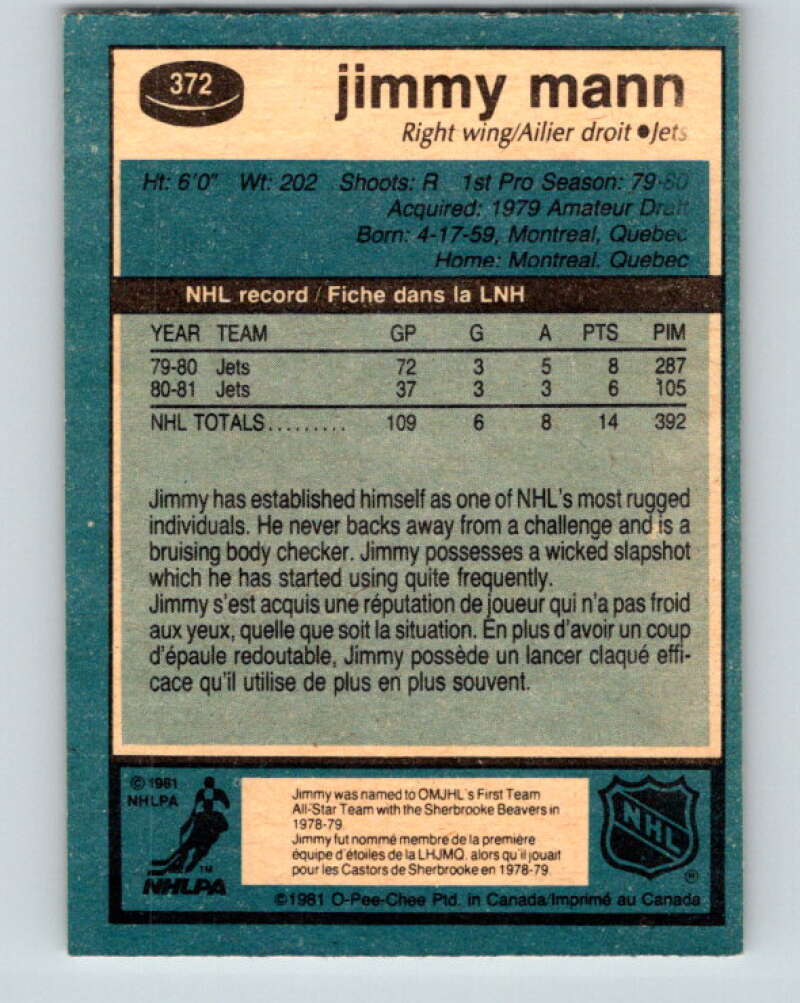 372
jimmy mann
Right wing/Ailier droit ●Jets
Ht: 6'0" Wt: 202 Shoots: R 1st Pro Season: 79-80
Acquired: 1979 Amateur Draft
Born: 4-17-59, Montreal, Quebec
Home: Montreal, Quebec
NHL record / Fiche dans la LNH
YEAR TEAM GP G A PTS PIM
79-80 Jets 72 3 5 8 287
80-81 Jets 37 3 3 6 105
NHL TOTALS......... 109 6 8 14 392
Jimmy has established himself as one of NHL's most rugged
individuals. He never backs away from a challenge and is a
bruising body checker. Jimmy possesses a wicked slapshot
which he has started using quite frequently.
Jimmy s'est acquis une réputation de joueur qui n'a pas froid
aux yeux, quelle que soit la situation. En plus d'avoir un coup
d'épaule redoutable, Jimmy possède un lancer claqué effi-
cace qu'il utilise de plus en plus souvent.
© 1981
NHLPA
TM
NHLPA
Jimmy was named to OMJHL's First Team
All-Star Team with the Sherbrooke Beavers in
1978-79.
Jimmy fut nommé membre de la première
équipe d'étoiles de la LHJMQ, alors qu'il jouait
pour les Castors de Sherbrooke en 1978-79.
NHL
®
©1981 O-Pee-Chee Ptd. in Canada/Imprimé au Canada